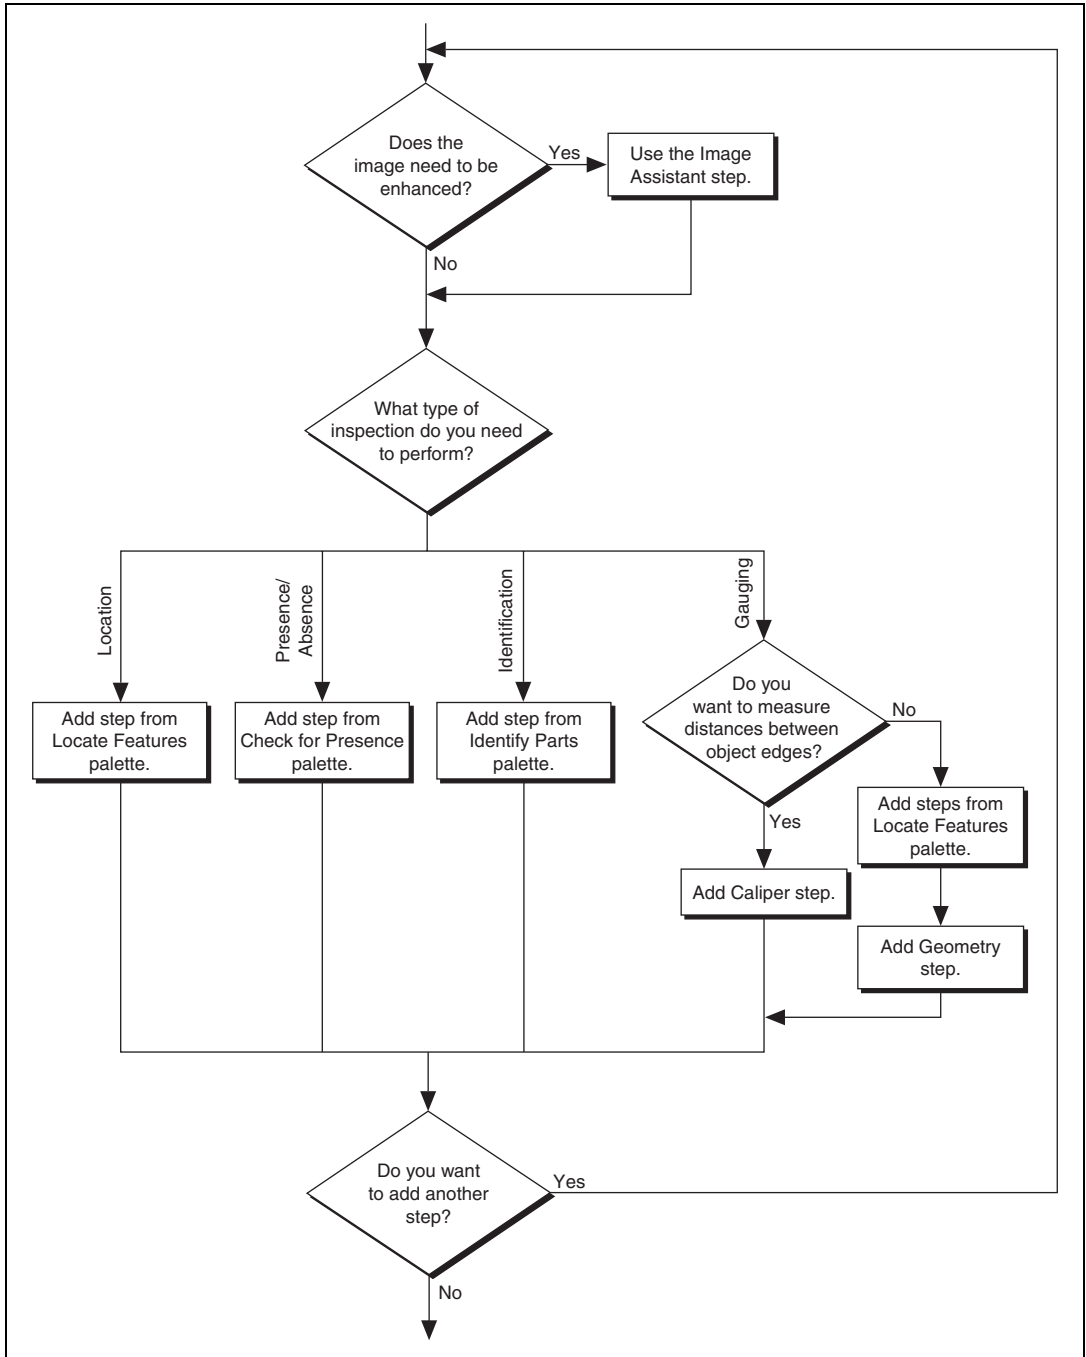 Does the
image need to be
enhanced?
Yes
Use the Image
Assistant step.
No
What type of
inspection do you need
to perform?
Location
Presence/
Absence
Identification
Gauging
Add step from
Locate Features
palette.
Add step from
Check for Presence
palette.
Add step from
Identify Parts
palette.
Do you
want to measure
distances between
object edges?
No
Yes
Add steps from
Locate Features
palette.
Add Caliper step.
Add Geometry
step.
Do you want
to add another
step?
Yes
No